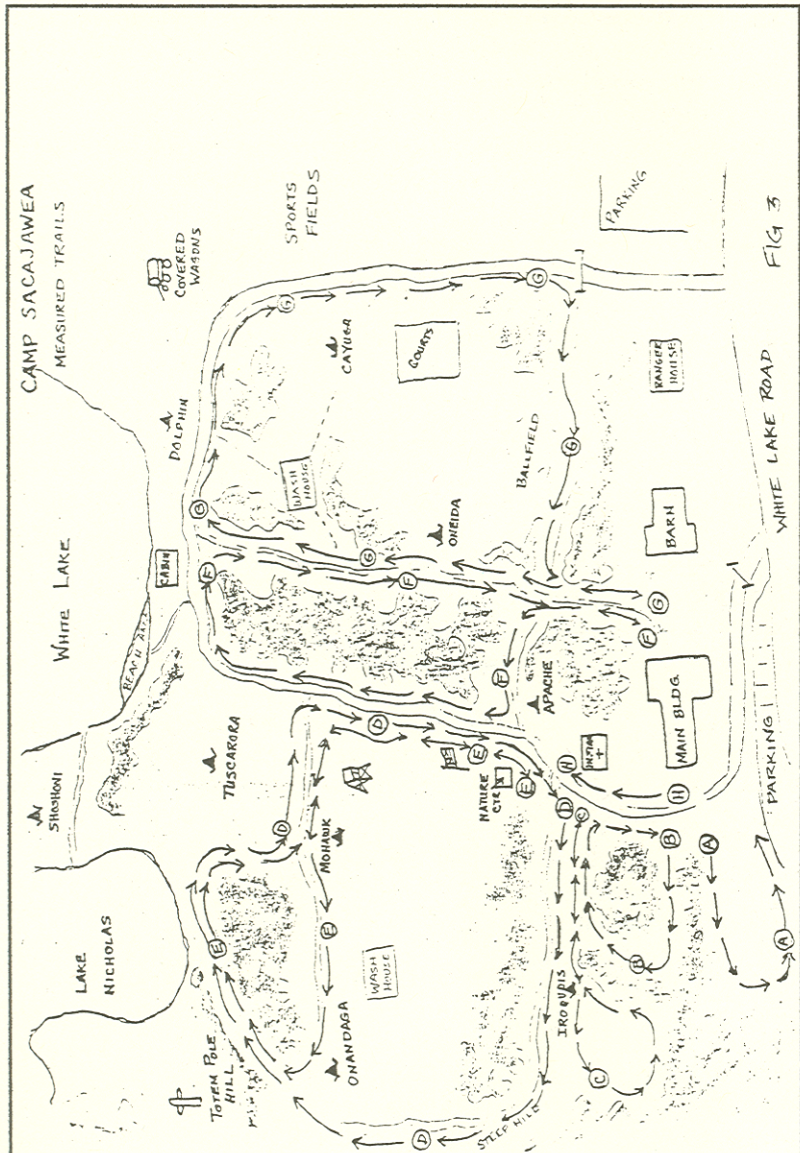 CAMP SACAJAWEA
MEASURED TRAILS
WHITE LAKE
SHOSHONI
LAKE
NICHOLAS
BEACH AREA
CABIN
DOLPHIN
COVERED
WAGONS
SPORTS
FIELDS
TUSCARORA
WASH
HOUSE
CAYUGA
COURTS
PARKING
TOTEM POLE
HILL
MOHAWK
ONANDAGA
WASH
HOUSE
ONEIDA
BALLFIELD
NATURE
CTR
APACHE
STEEP HILL
IROQUOIS
MAIN BLDG.
BARN
RANGER
HOUSE
PARKING
WHITE LAKE ROAD
FIG 3
A
A
B
B
B
C
C
D
D
D
D
E
E
E
E
F
F
F
F
G
G
G
G
G
H
H